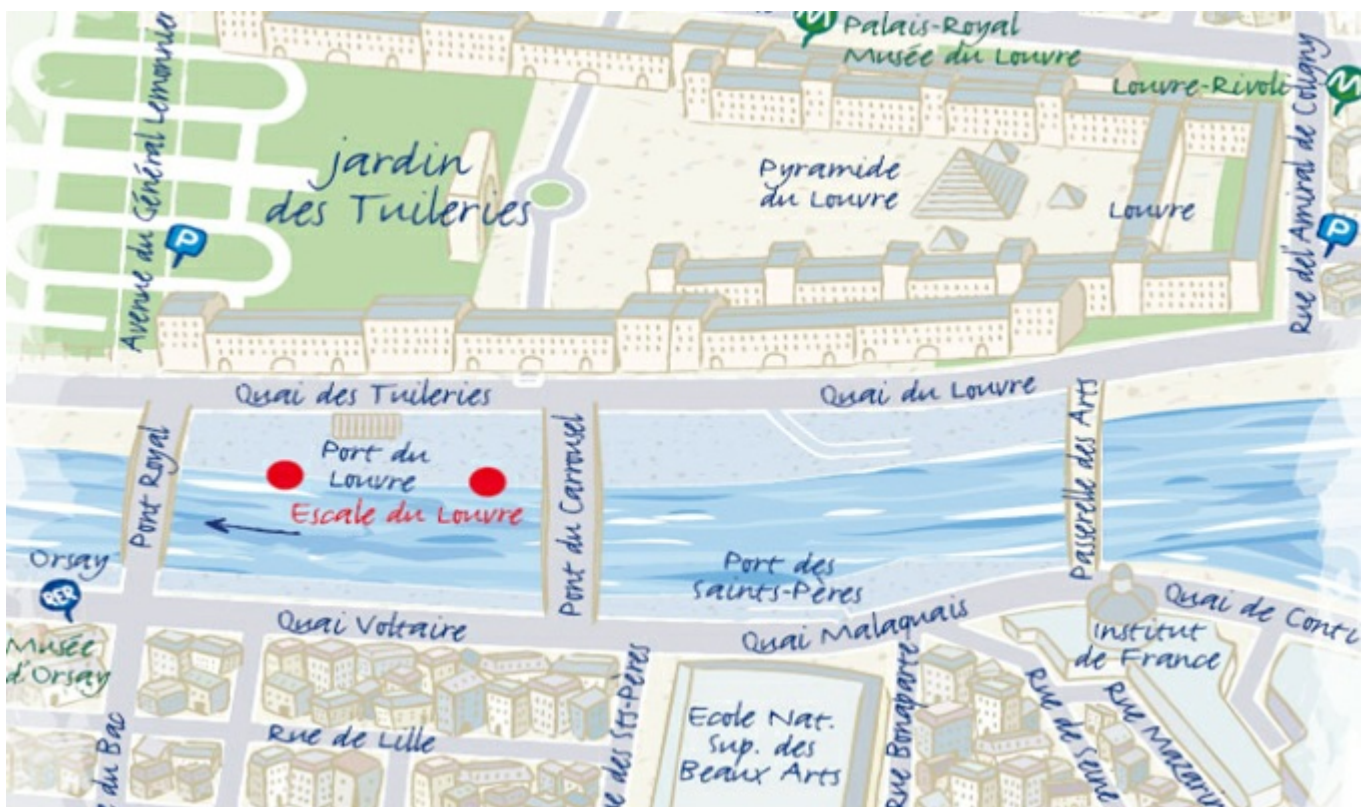 Palais-Royal
Musée du Louvre
Louvre-Rivoli
M
M
Avenue du Général Lemonnier
Rue de l'Amiral de Coligny
jardin
des Tuileries
Pyramide
du Louvre
Louvre
P
P
Quai des Tuileries
Quai du Louvre
Pont Royal
Port du
Louvre
Escale du Louvre
Pont du Carrousel
Passerelle des Arts
Port des
Saints-Pères
Orsay
RER
Musée
d'Orsay
Quai Voltaire
Quai Malaquais
Quai de Conti
Institut
de France
Rue de Lille
du Bac
des Sts-Pères
Ecole Nat.
Sup. des
Beaux Arts
Rue Bonaparte
Rue de Seine
Rue Mazari